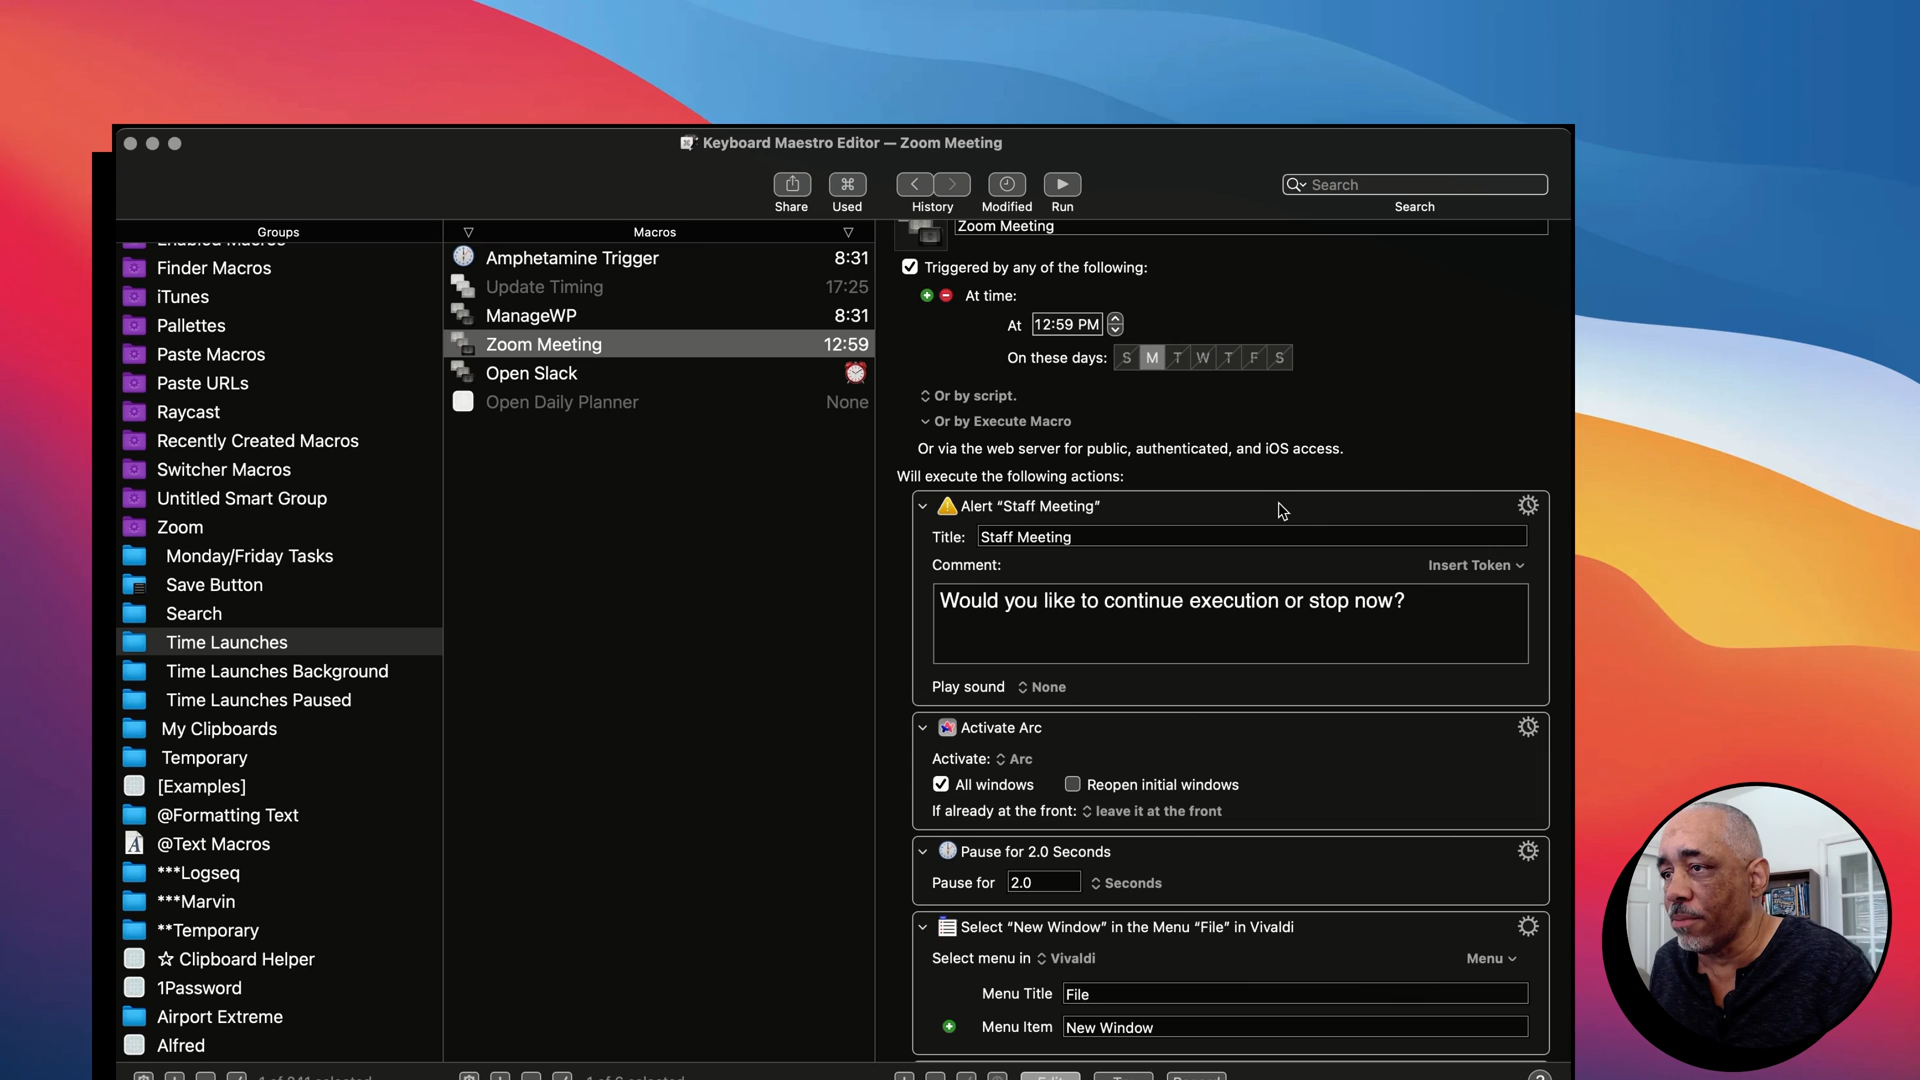 Keyboard Maestro Editor — Zoom Meeting
Share
Used
History
Modified
Run
Search
Search
Groups
Macros
Enabled Macros
Finder Macros
iTunes
Pallettes
Paste Macros
Paste URLs
Raycast
Recently Created Macros
Switcher Macros
Untitled Smart Group
Zoom
Monday/Friday Tasks
Save Button
Search
Time Launches
Time Launches Background
Time Launches Paused
My Clipboards
Temporary
[Examples]
@Formatting Text
@Text Macros
***Logseq
***Marvin
**Temporary
☆ Clipboard Helper
1Password
Airport Extreme
Alfred
Amphetamine Trigger 8:31
Update Timing 17:25
ManageWP 8:31
Zoom Meeting 12:59
Open Slack
Open Daily Planner None
Zoom Meeting
Triggered by any of the following:
At time:
At 12:59 PM
On these days: S M T W T F S
Or by script.
Or by Execute Macro
Or via the web server for public, authenticated, and iOS access.
Will execute the following actions:
Alert “Staff Meeting”
Title: Staff Meeting
Comment: Insert Token
Would you like to continue execution or stop now?
Play sound None
Activate Arc
Activate: Arc
All windows Reopen initial windows
If already at the front: leave it at the front
Pause for 2.0 Seconds
Pause for 2.0 Seconds
Select “New Window” in the Menu “File” in Vivaldi
Select menu in Vivaldi Menu
Menu Title File
Menu Item New Window